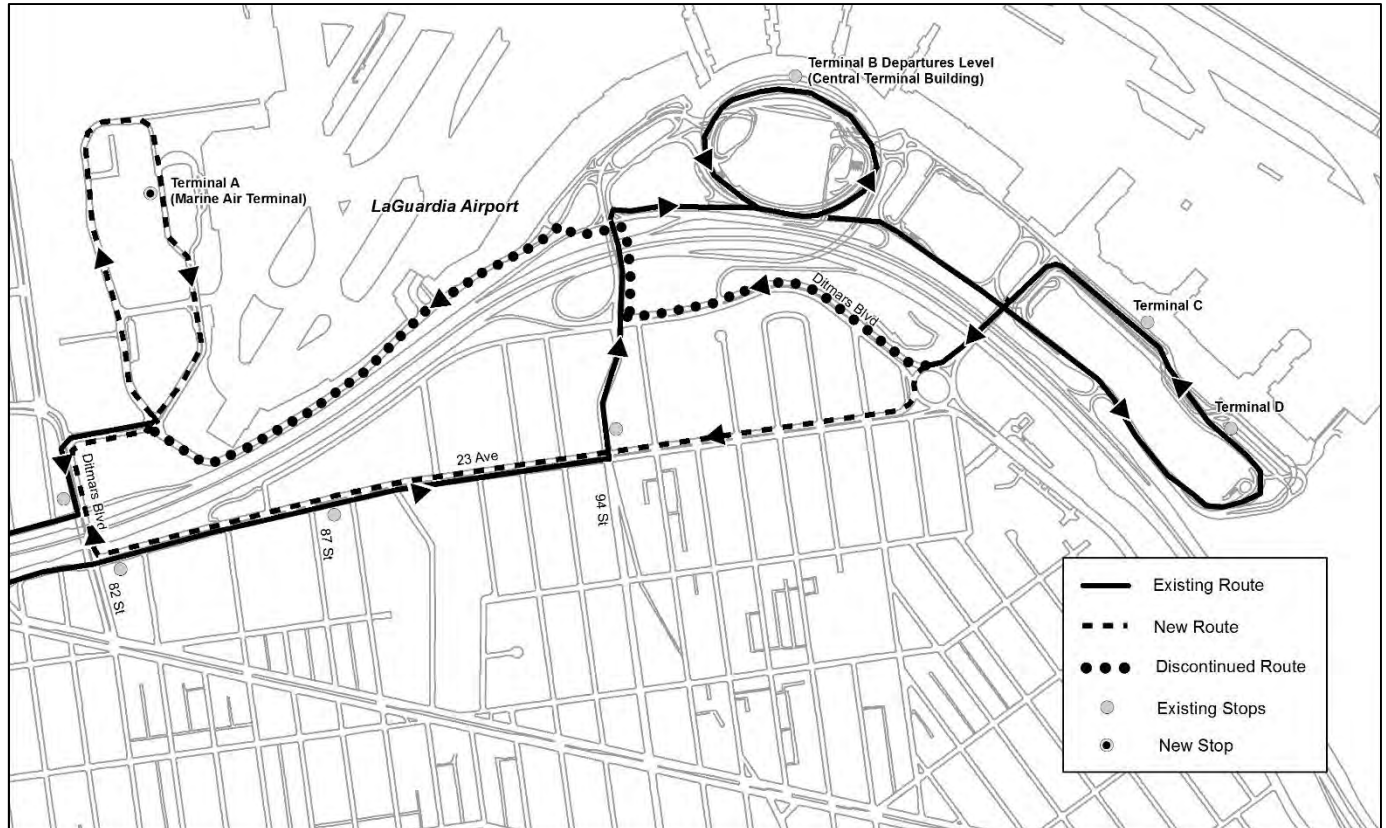 Terminal B Departures Level
(Central Terminal Building)
Terminal A
(Marine Air Terminal)
LaGuardia Airport
Ditmars Blvd
Terminal C
Terminal D
23 Ave
94 St
Ditmars Blvd
87 St
82 St
Existing Route
New Route
Discontinued Route
Existing Stops
New Stop